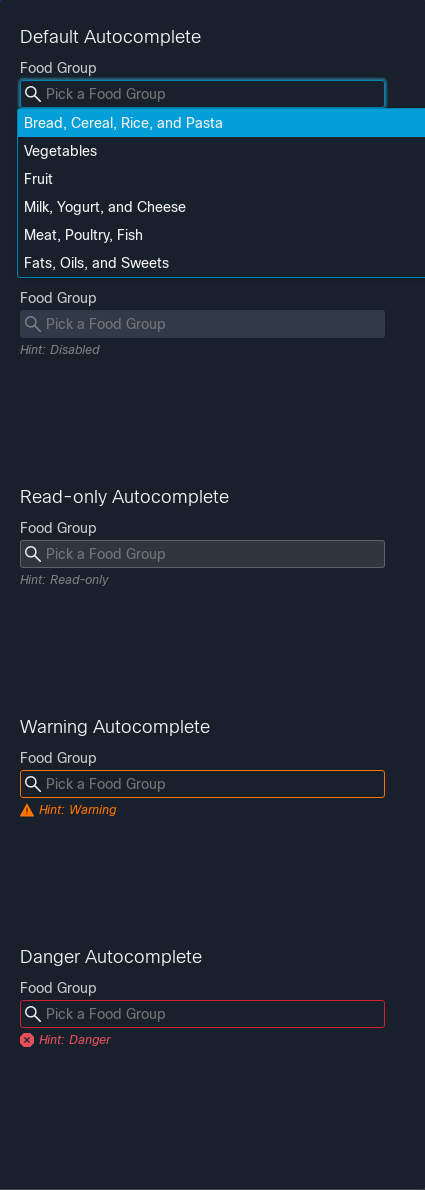 Default Autocomplete
Food Group
Pick a Food Group
Bread, Cereal, Rice, and Pasta
Vegetables
Fruit
Milk, Yogurt, and Cheese
Meat, Poultry, Fish
Fats, Oils, and Sweets
Food Group
Pick a Food Group
Hint: Disabled
Read-only Autocomplete
Food Group
Pick a Food Group
Hint: Read-only
Warning Autocomplete
Food Group
Pick a Food Group
Hint: Warning
Danger Autocomplete
Food Group
Pick a Food Group
Hint: Danger